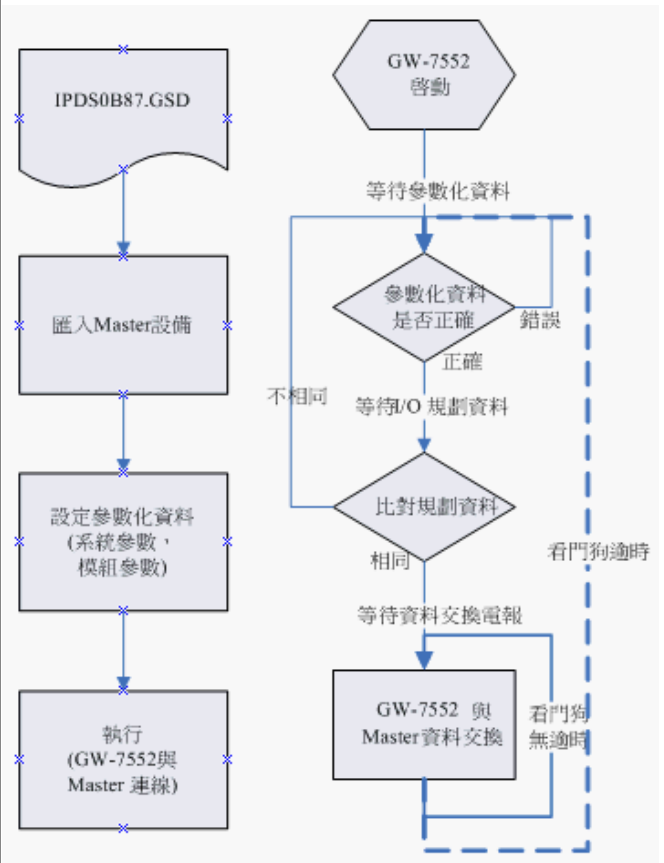 IPDS0B87.GSD
匯入Master設備
設定參數化資料
(系統參數，
模組參數)
執行
(GW-7552與
Master 連線)
GW-7552
啓動
等待參數化資料
參數化資料
是否正確
錯誤
正確
不相同
等待I/O 規劃資料
比對規劃資料
相同
看門狗逾時
等待資料交換電報
GW-7552 與
Master資料交換
看門狗
無逾時